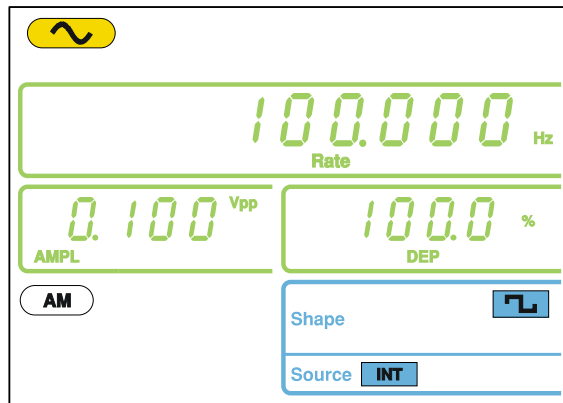 100.000 Hz
Rate
0.100 Vpp
AMPL
100.0 %
DEP
AM
Shape
Source INT